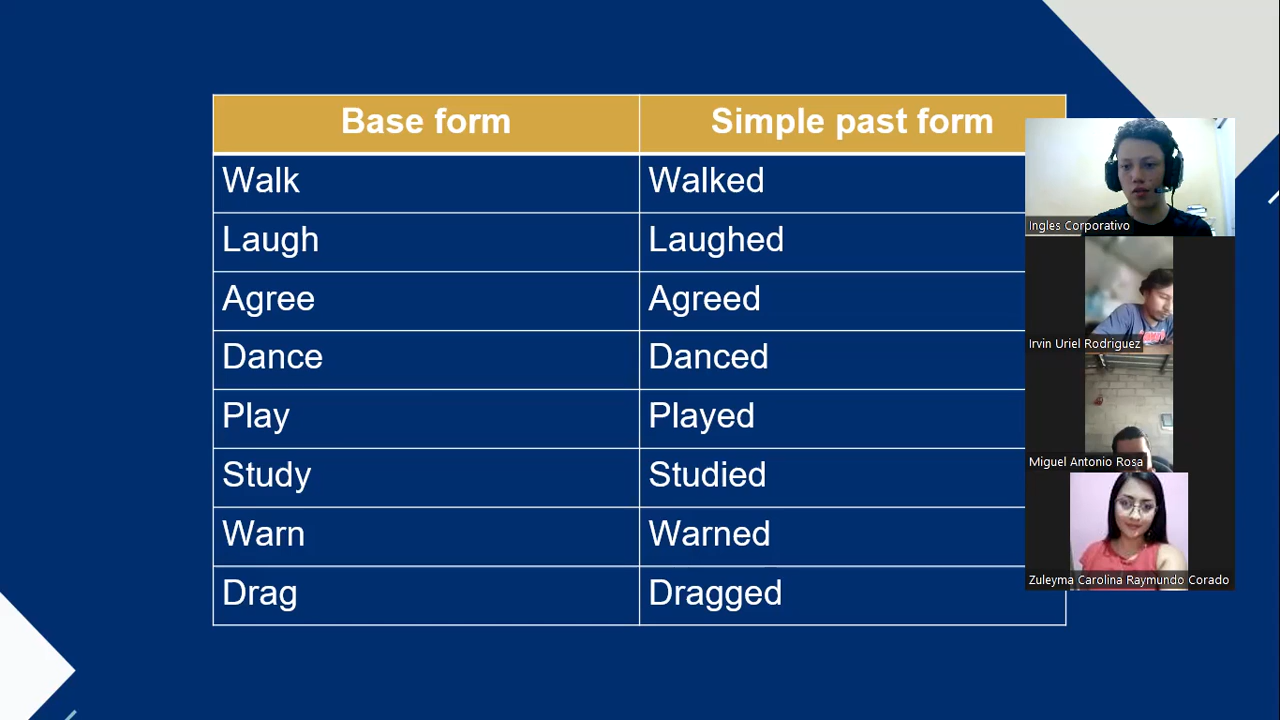 Base form Simple past form
Walk Walked
Laugh Laughed
Agree Agreed
Dance Danced
Play Played
Study Studied
Warn Warned
Drag Dragged
Ingles Corporativo
Irvin Uriel Rodriguez
Miguel Antonio Rosa
Zuleyma Carolina Raymundo Corado